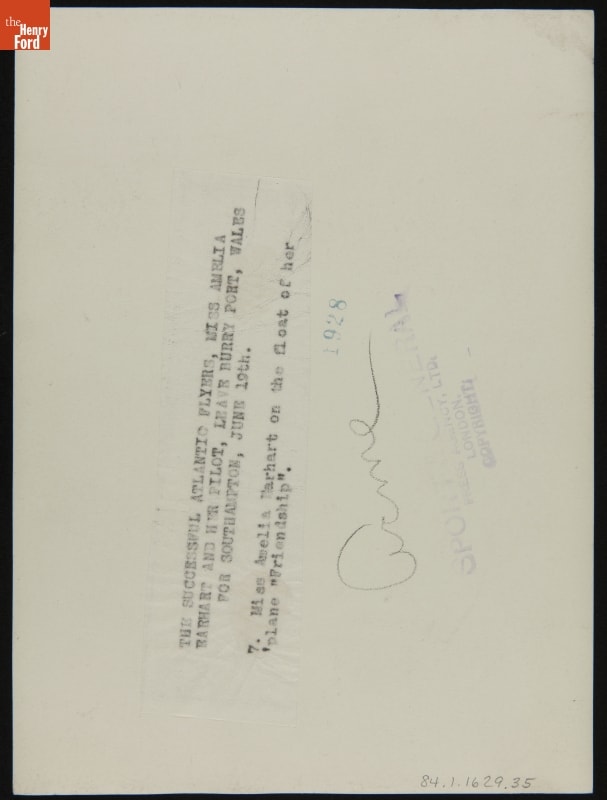 the
Henry
Ford
THE SUCCESSFUL ATLANTIC FLYERS, MISS AMELIA
EARHART AND HER PILOT, LEAVE BURRY PORT, WALES
FOR SOUTHAMPTON, JUNE 19th.
7. Miss Amelia Earhart on the float of her
'plane "Friendship".
1928
AGENCY, LTD.
LONDON.
COPYRIGHT!
84.1.1629.35